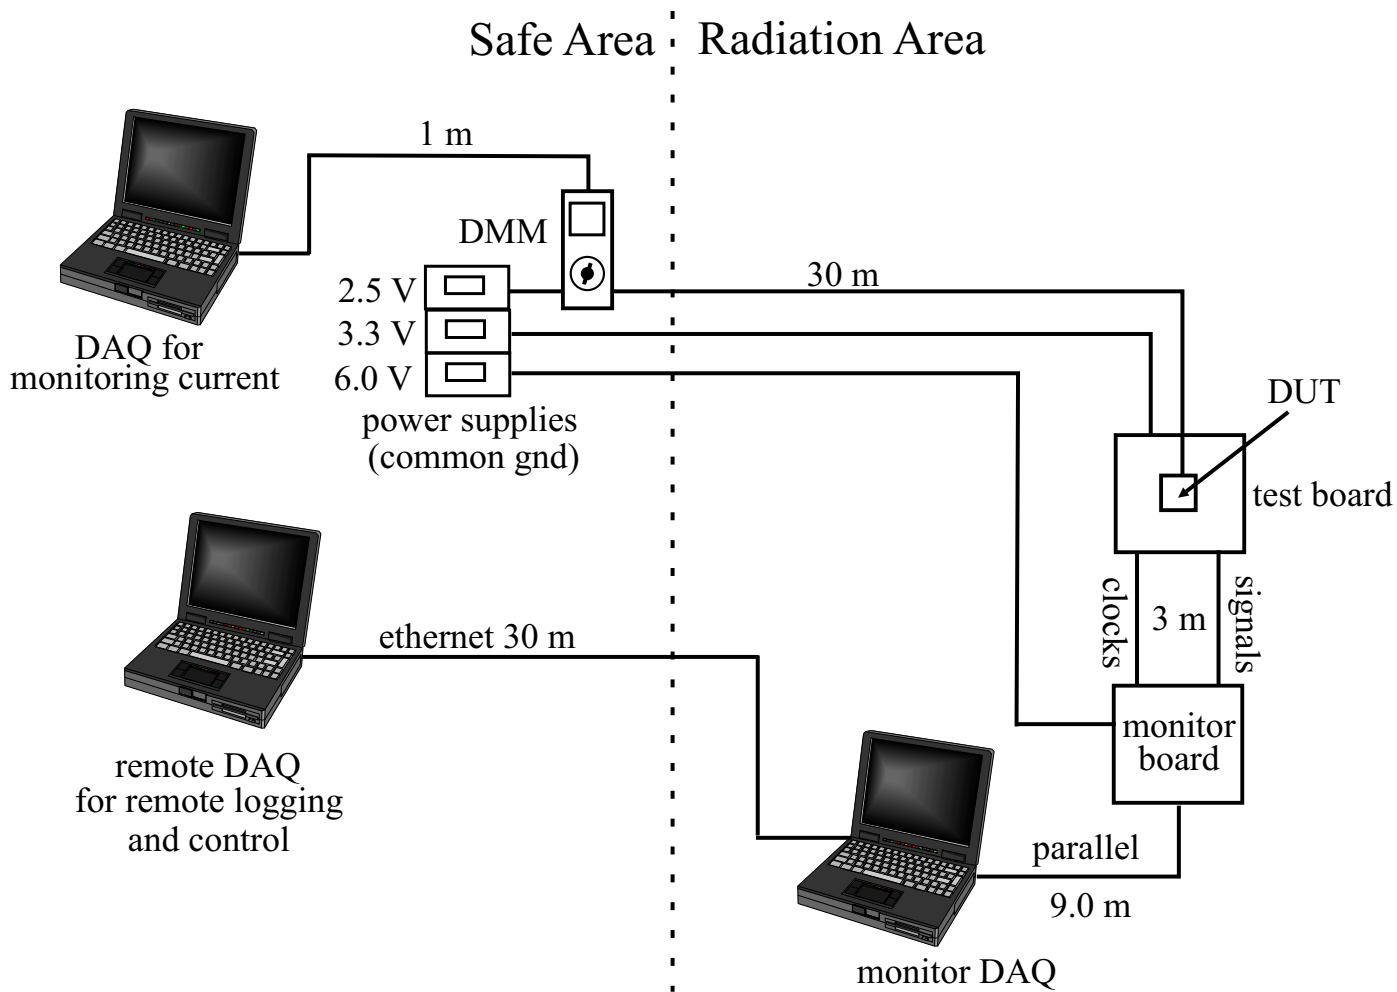 Safe Area
Radiation Area
1 m
DMM
2.5 V
30 m
3.3 V
DAQ for
monitoring current
6.0 V
power supplies
(common gnd)
DUT
test board
clocks
3 m
signals
ethernet 30 m
monitor
board
remote DAQ
for remote logging
and control
parallel
9.0 m
monitor DAQ